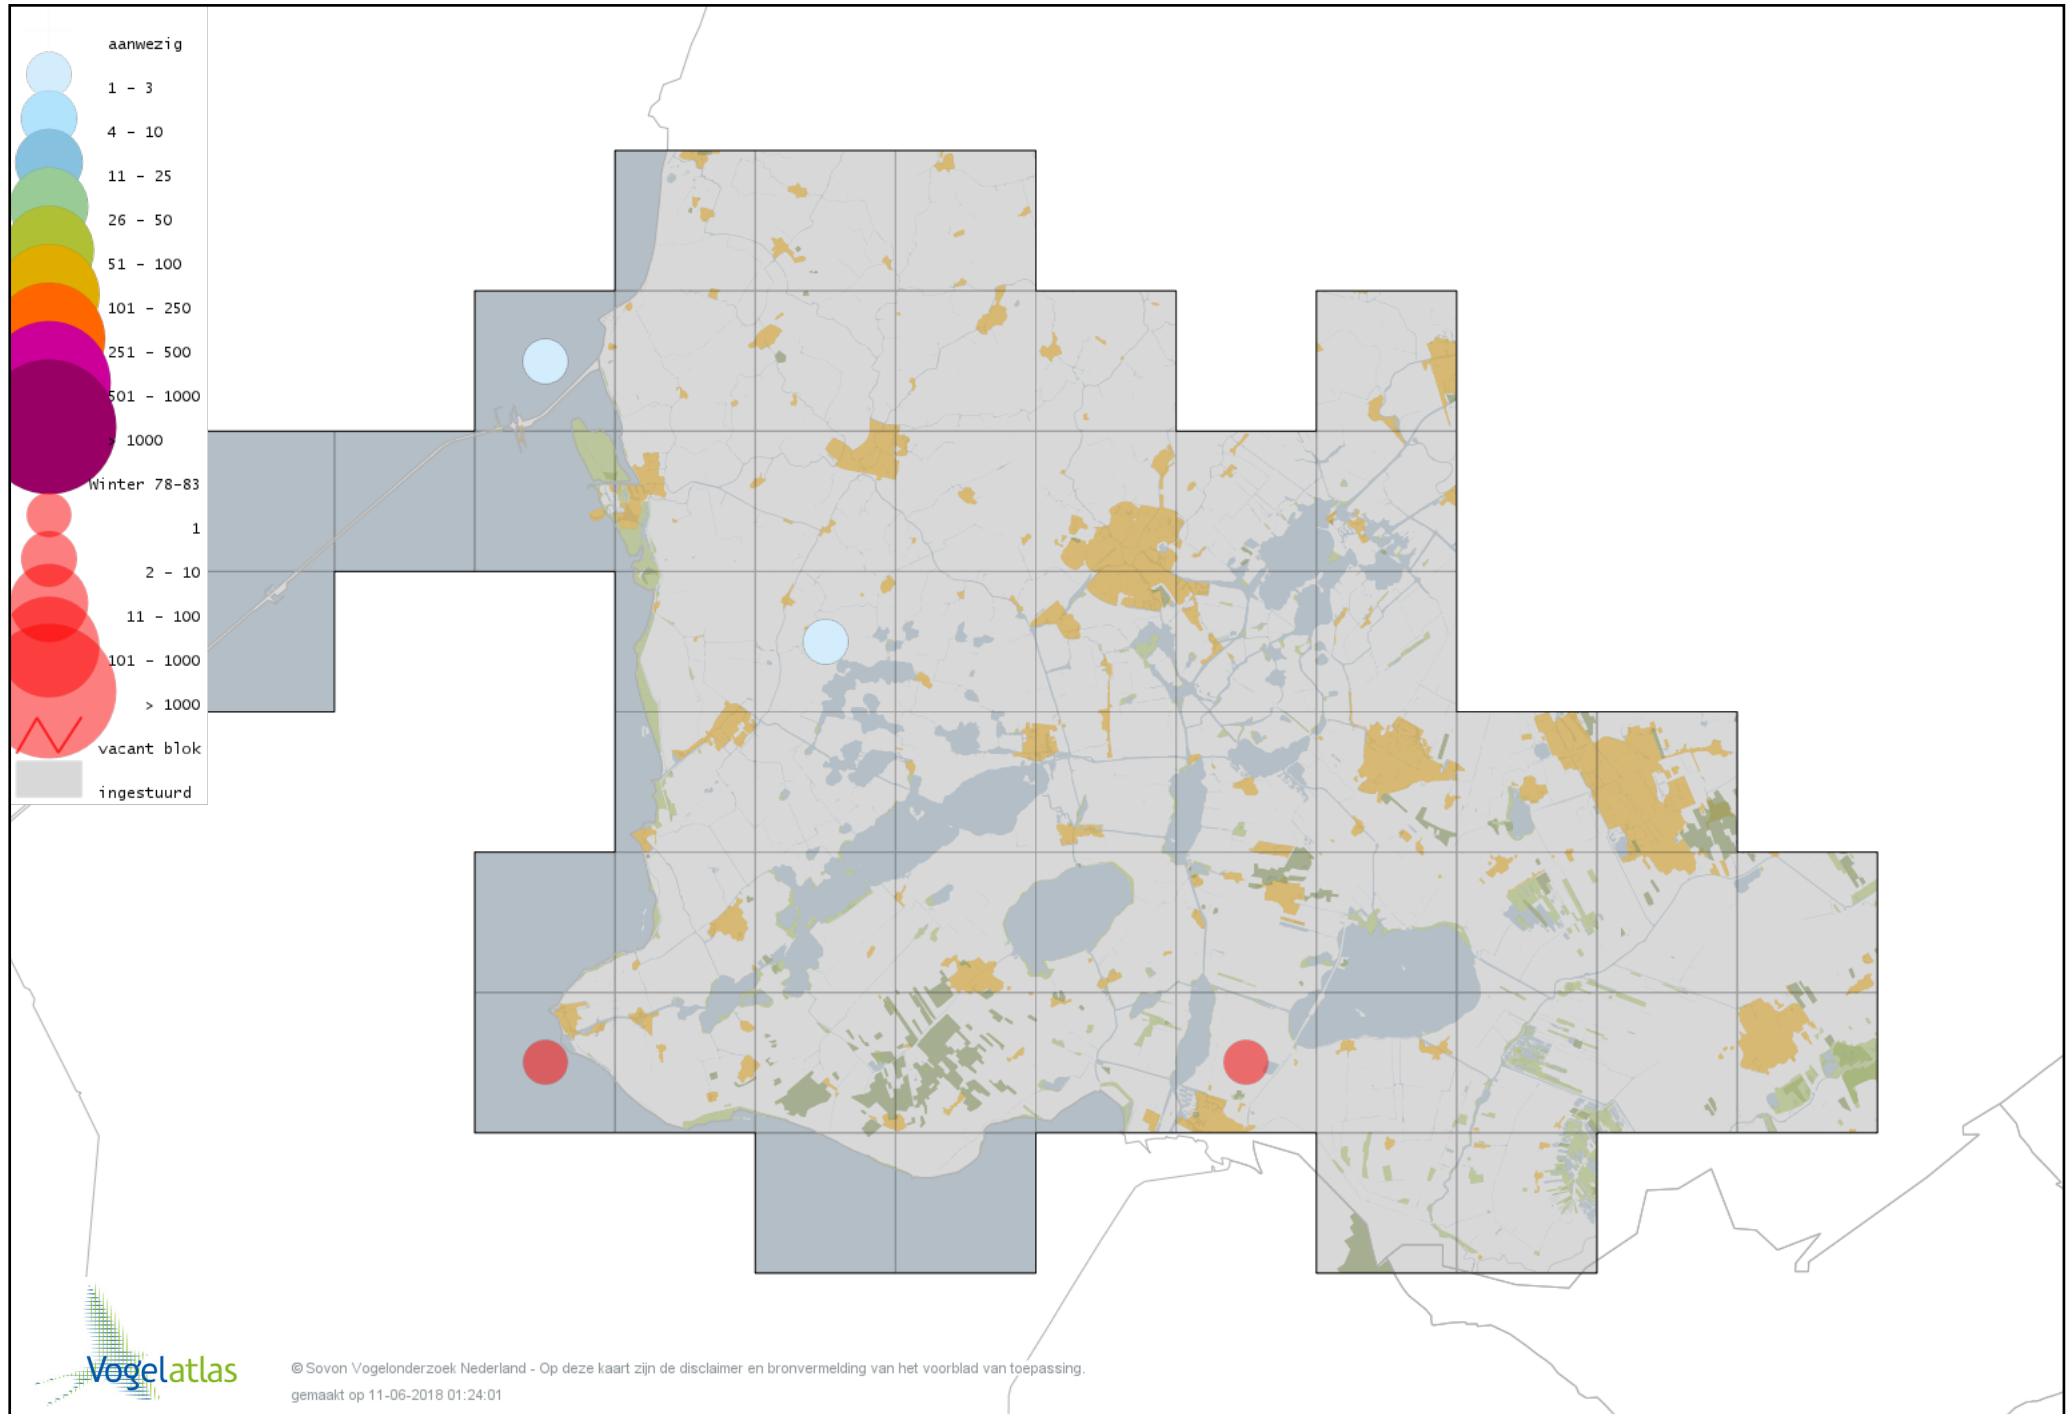 aanwezig
1 - 3
4 - 10
11 - 25
26 - 50
51 - 100
101 - 250
251 - 500
501 - 1000
> 1000
Winter 78-83
1
2 - 10
11 - 100
101 - 1000
> 1000
vacant blok
ingestuurd
Vogelatlas
© Sovon Vogelonderzoek Nederland - Op deze kaart zijn de disclaimer en bronvermelding van het voorblad van toepassing.
gemaakt op 11-06-2018 01:24:01